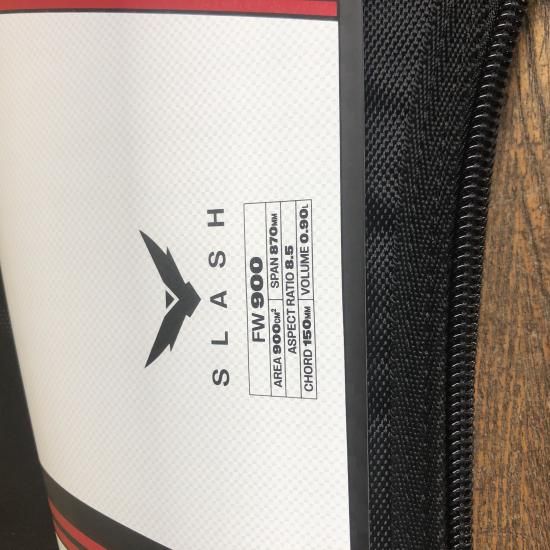 SLASH
FW 900
AREA 900CM² SPAN 870MM
ASPECT RATIO 8.5
CHORD 150MM VOLUME 0.90L